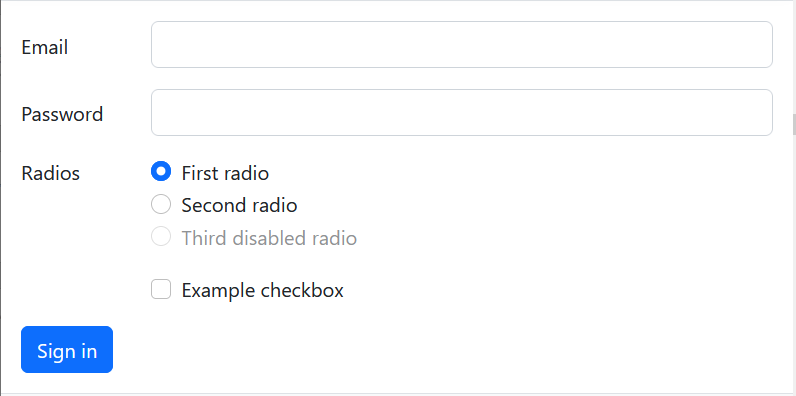 Email
Password
Radios
First radio
Second radio
Third disabled radio
Example checkbox
Sign in